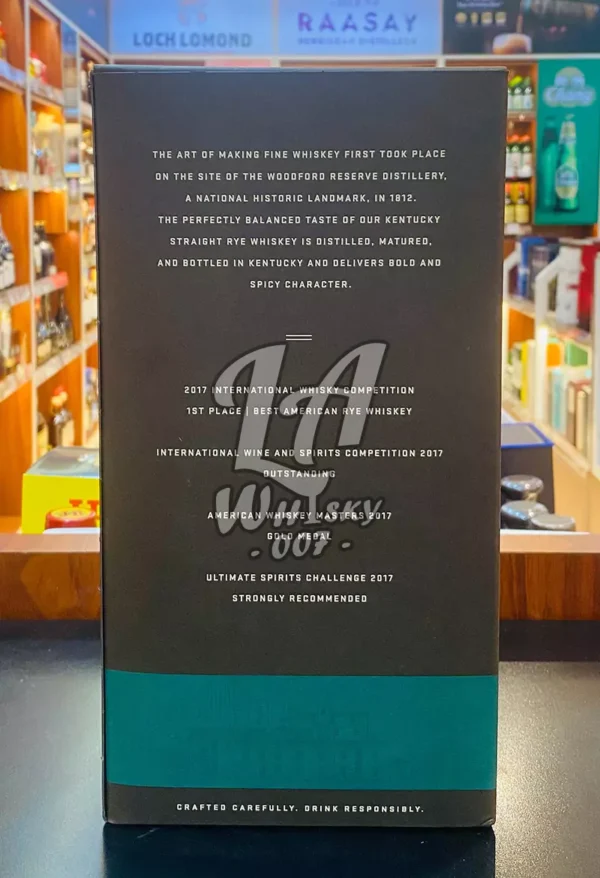 LOCH LOMOND
RAASAY
THE ART OF MAKING FINE WHISKEY FIRST TOOK PLACE
ON THE SITE OF THE WOODFORD RESERVE DISTILLERY,
A NATIONAL HISTORIC LANDMARK, IN 1812.
THE PERFECTLY BALANCED TASTE OF OUR KENTUCKY
STRAIGHT RYE WHISKEY IS DISTILLED, MATURED,
AND BOTTLED IN KENTUCKY AND DELIVERS BOLD AND
SPICY CHARACTER.
2017 INTERNATIONAL WHISKY COMPETITION
1ST PLACE | BEST AMERICAN RYE WHISKEY
INTERNATIONAL WINE AND SPIRITS COMPETITION 2017
OUTSTANDING
AMERICAN WHISKEY MASTERS 2017
GOLD MEDAL
ULTIMATE SPIRITS CHALLENGE 2017
STRONGLY RECOMMENDED
CRAFTED CAREFULLY. DRINK RESPONSIBLY.
LA
Whisky
- 007 -